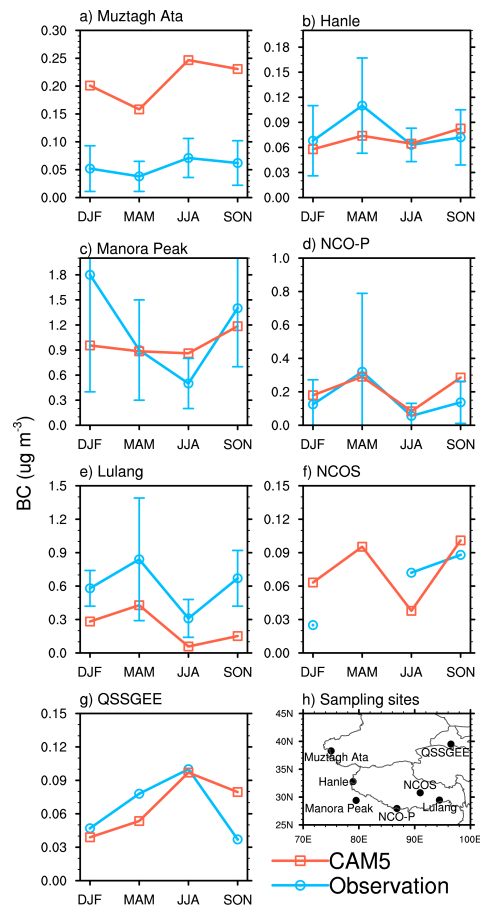 a) Muztagh Ata
0.30
0.25
0.20
0.15
0.10
0.05
0.00
DJF MAM JJA SON
b) Hanle
0.18
0.15
0.12
0.09
0.06
0.03
0.00
DJF MAM JJA SON
c) Manora Peak
1.8
1.5
1.2
0.9
0.6
0.3
0.0
DJF MAM JJA SON
d) NCO-P
1.0
0.8
0.6
0.4
0.2
0.0
DJF MAM JJA SON
BC (ug m-3)
e) Lulang
1.5
1.2
0.9
0.6
0.3
0.0
DJF MAM JJA SON
f) NCOS
0.15
0.12
0.09
0.06
0.03
0.00
DJF MAM JJA SON
g) QSSGEE
0.15
0.12
0.09
0.06
0.03
0.00
DJF MAM JJA SON
h) Sampling sites
45N
40N
35N
30N
25N
Muztagh Ata
QSSGEE
Hanle
NCOS
Manora Peak
Lulang
NCO-P
70E 80E 90E 100E
CAM5
Observation